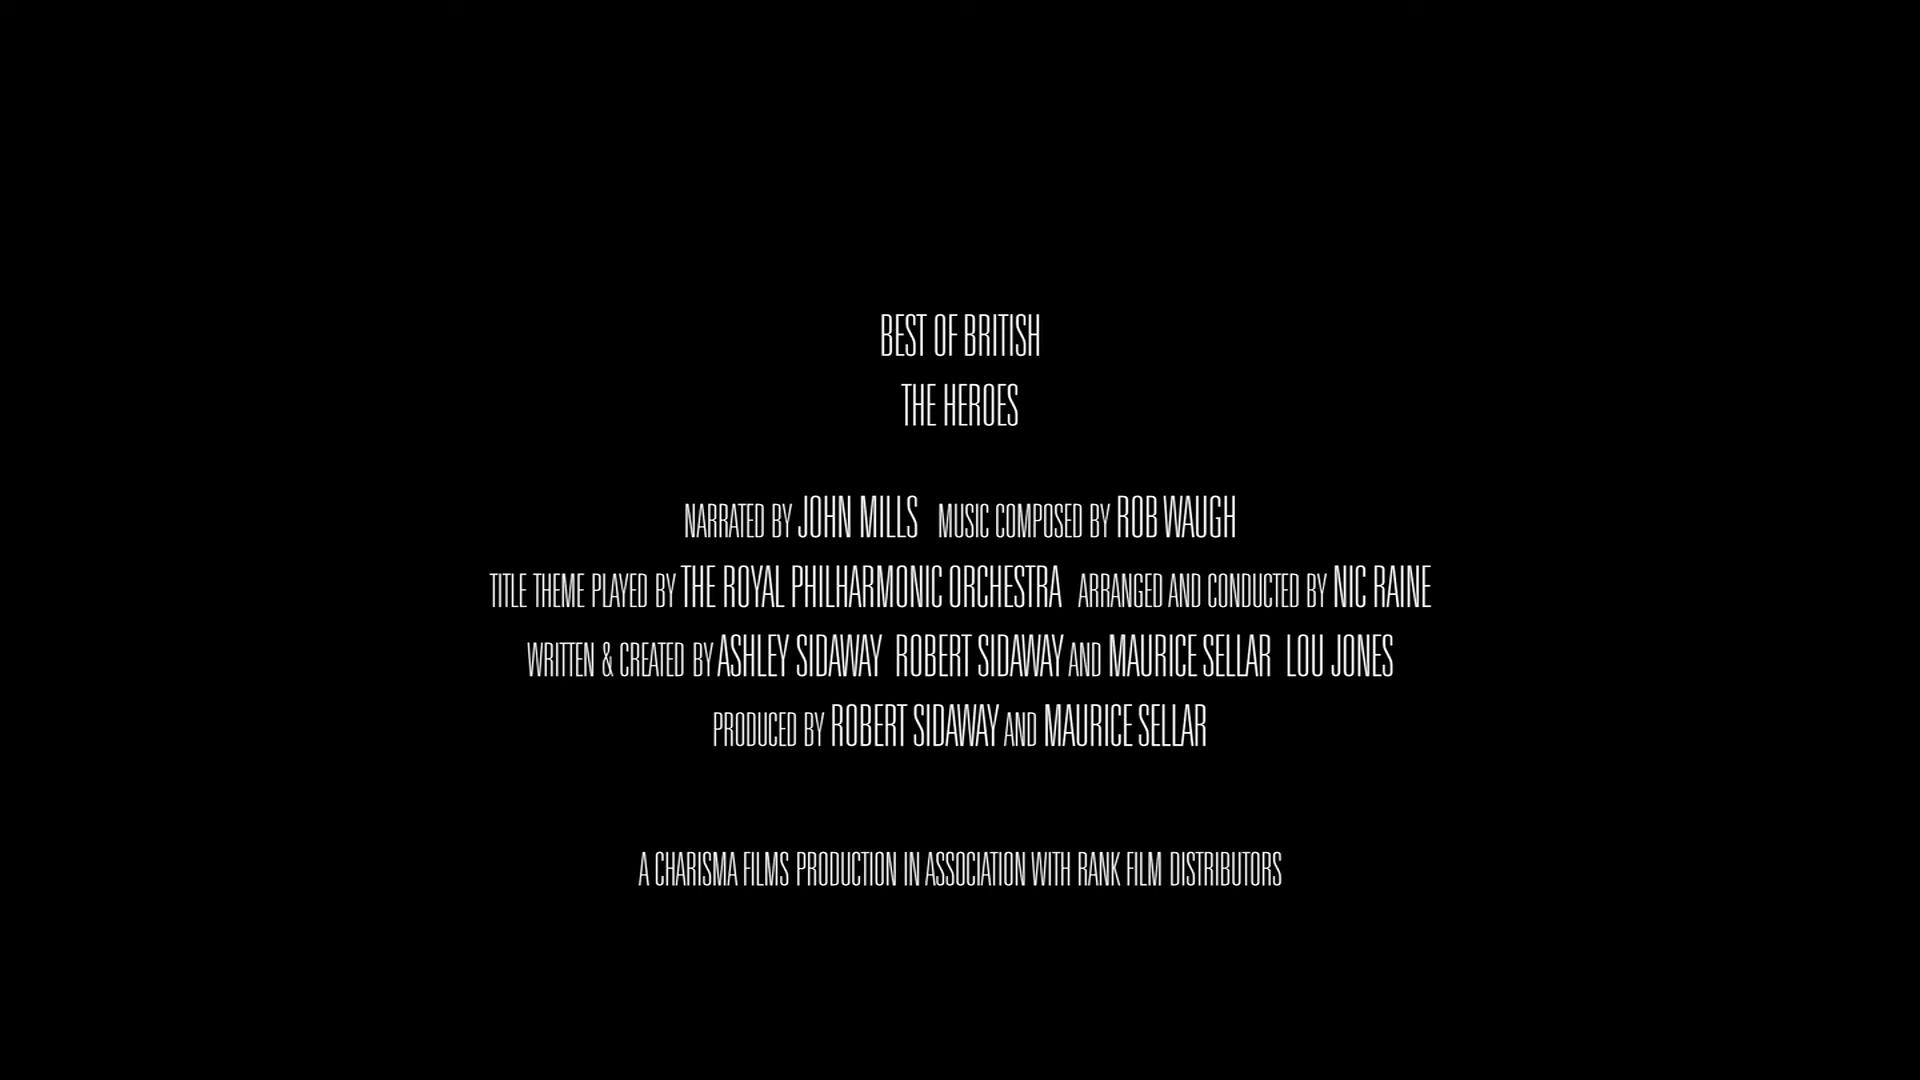 BEST OF BRITISH
THE HEROES
NARRATED BY JOHN MILLS MUSIC COMPOSED BY ROB WAUGH
TITLE THEME PLAYED BY THE ROYAL PHILHARMONIC ORCHESTRA ARRANGED AND CONDUCTED BY NIC RAINE
WRITTEN & CREATED BY ASHLEY SIDAWAY ROBERT SIDAWAY AND MAURICE SELLAR LOU JONES
PRODUCED BY ROBERT SIDAWAY AND MAURICE SELLAR
A CHARISMA FILMS PRODUCTION IN ASSOCIATION WITH RANK FILM DISTRIBUTORS